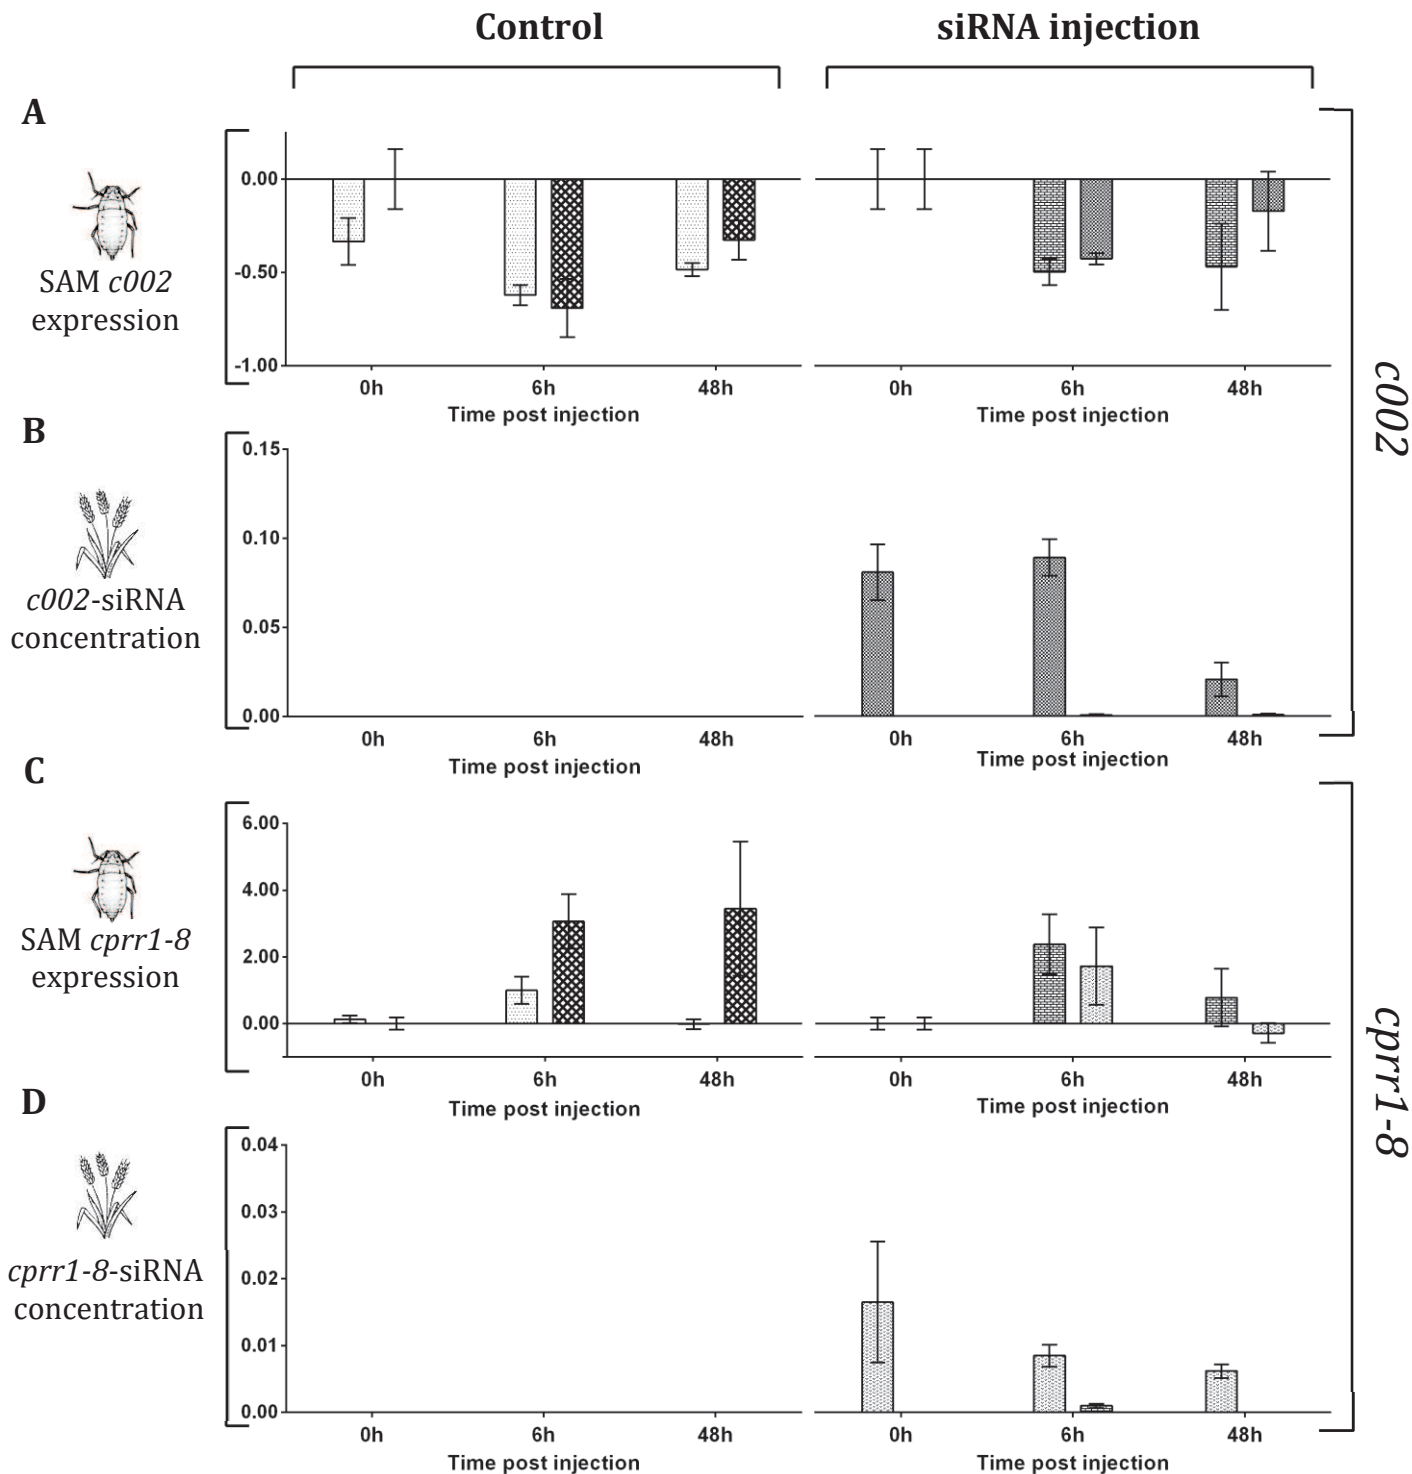 Control
siRNA injection
A
SAM c002
expression
0.00
-0.50
-1.00
0h
6h
48h
Time post injection
0h
6h
48h
Time post injection
c002
B
c002-siRNA
concentration
0.15
0.10
0.05
0.00
0h
6h
48h
Time post injection
0h
6h
48h
Time post injection
C
SAM cprr1-8
expression
6.00
4.00
2.00
0.00
0h
6h
48h
Time post injection
0h
6h
48h
Time post injection
cprr1-8
D
cprr1-8-siRNA
concentration
0.04
0.03
0.02
0.01
0.00
0h
6h
48h
Time post injection
0h
6h
48h
Time post injection